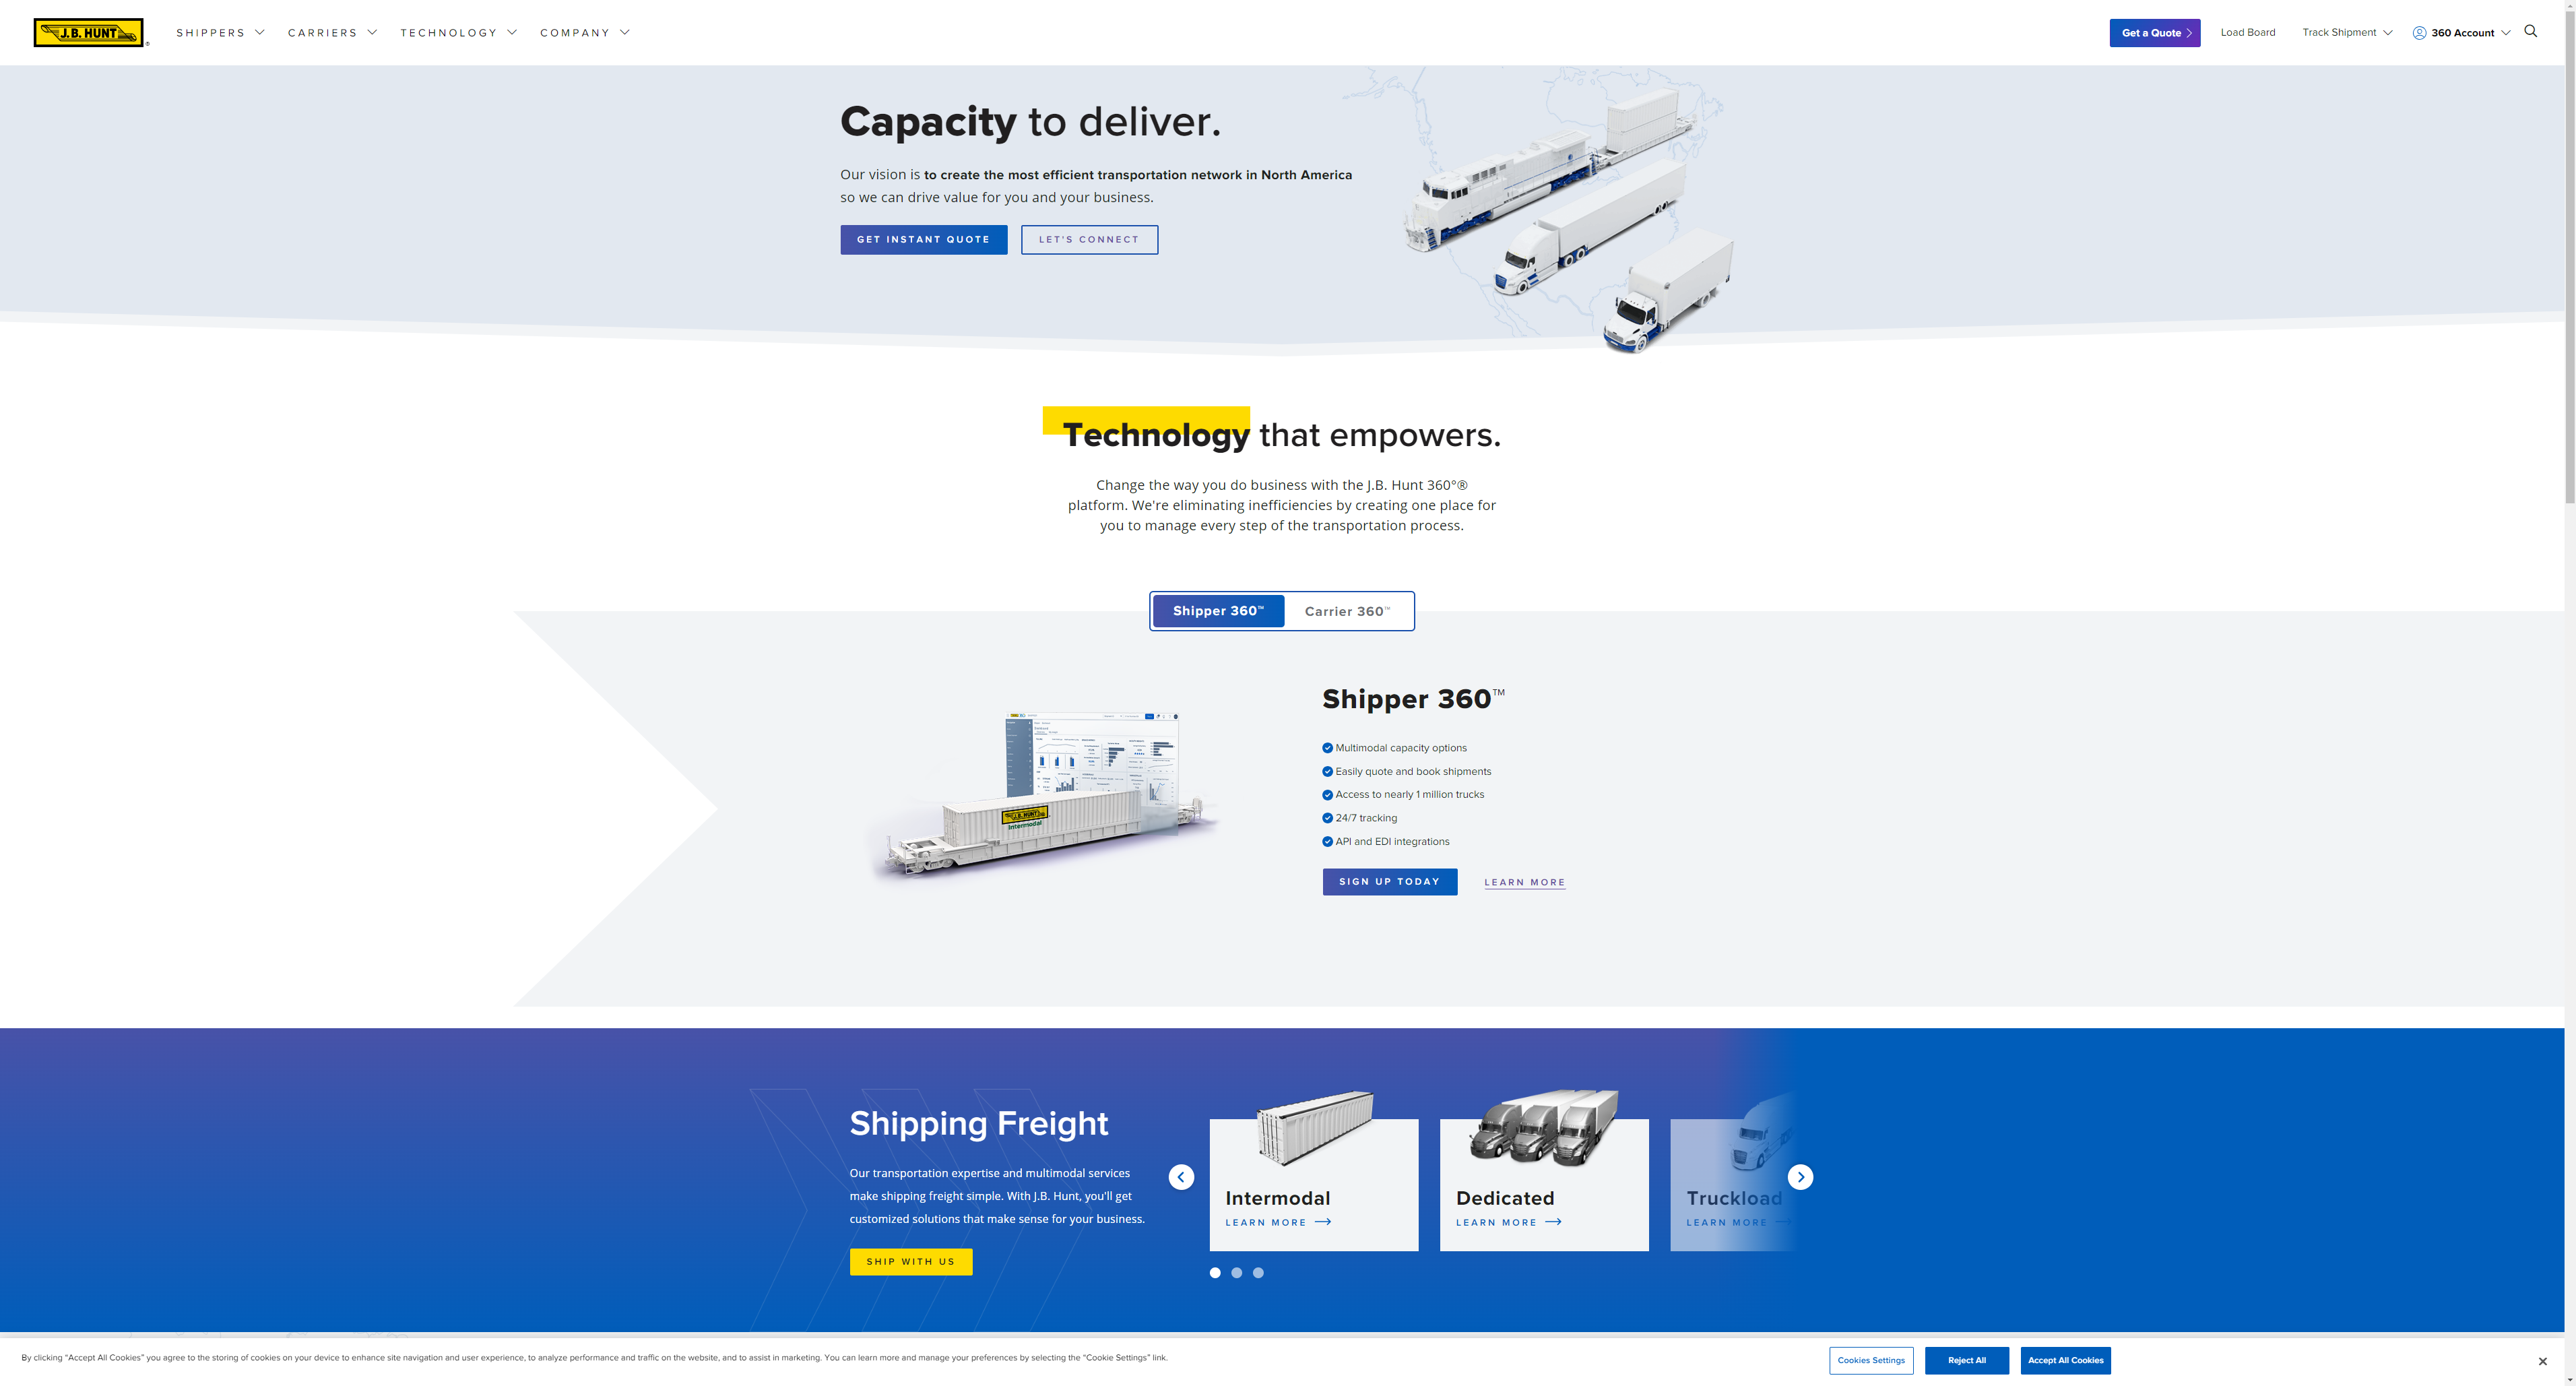 J.B. HUNT
®
SHIPPERS
CARRIERS
TECHNOLOGY
COMPANY
Get a Quote
Load Board
Track Shipment
360 Account
Capacity to deliver.
Our vision is to create the most efficient transportation network in North America
so we can drive value for you and your business.
GET INSTANT QUOTE
LET'S CONNECT
Technology that empowers.
Change the way you do business with the J.B. Hunt 360°®
platform. We're eliminating inefficiencies by creating one place for
you to manage every step of the transportation process.
Shipper 360™
Carrier 360™
Shipper 360™
Multimodal capacity options
Easily quote and book shipments
Access to nearly 1 million trucks
24/7 tracking
API and EDI integrations
SIGN UP TODAY
LEARN MORE
J.B. HUNT
Intermodal
Shipping Freight
Our transportation expertise and multimodal services
make shipping freight simple. With J.B. Hunt, you'll get
customized solutions that make sense for your business.
SHIP WITH US
Intermodal
LEARN MORE
Dedicated
LEARN MORE
Truckload
LEARN MORE
By clicking “Accept All Cookies” you agree to the storing of cookies on your device to enhance site navigation and user experience, to analyze performance and traffic on the website, and to assist in marketing. You can learn more and manage your preferences by selecting the “Cookie Settings” link.
Cookies Settings
Reject All
Accept All Cookies